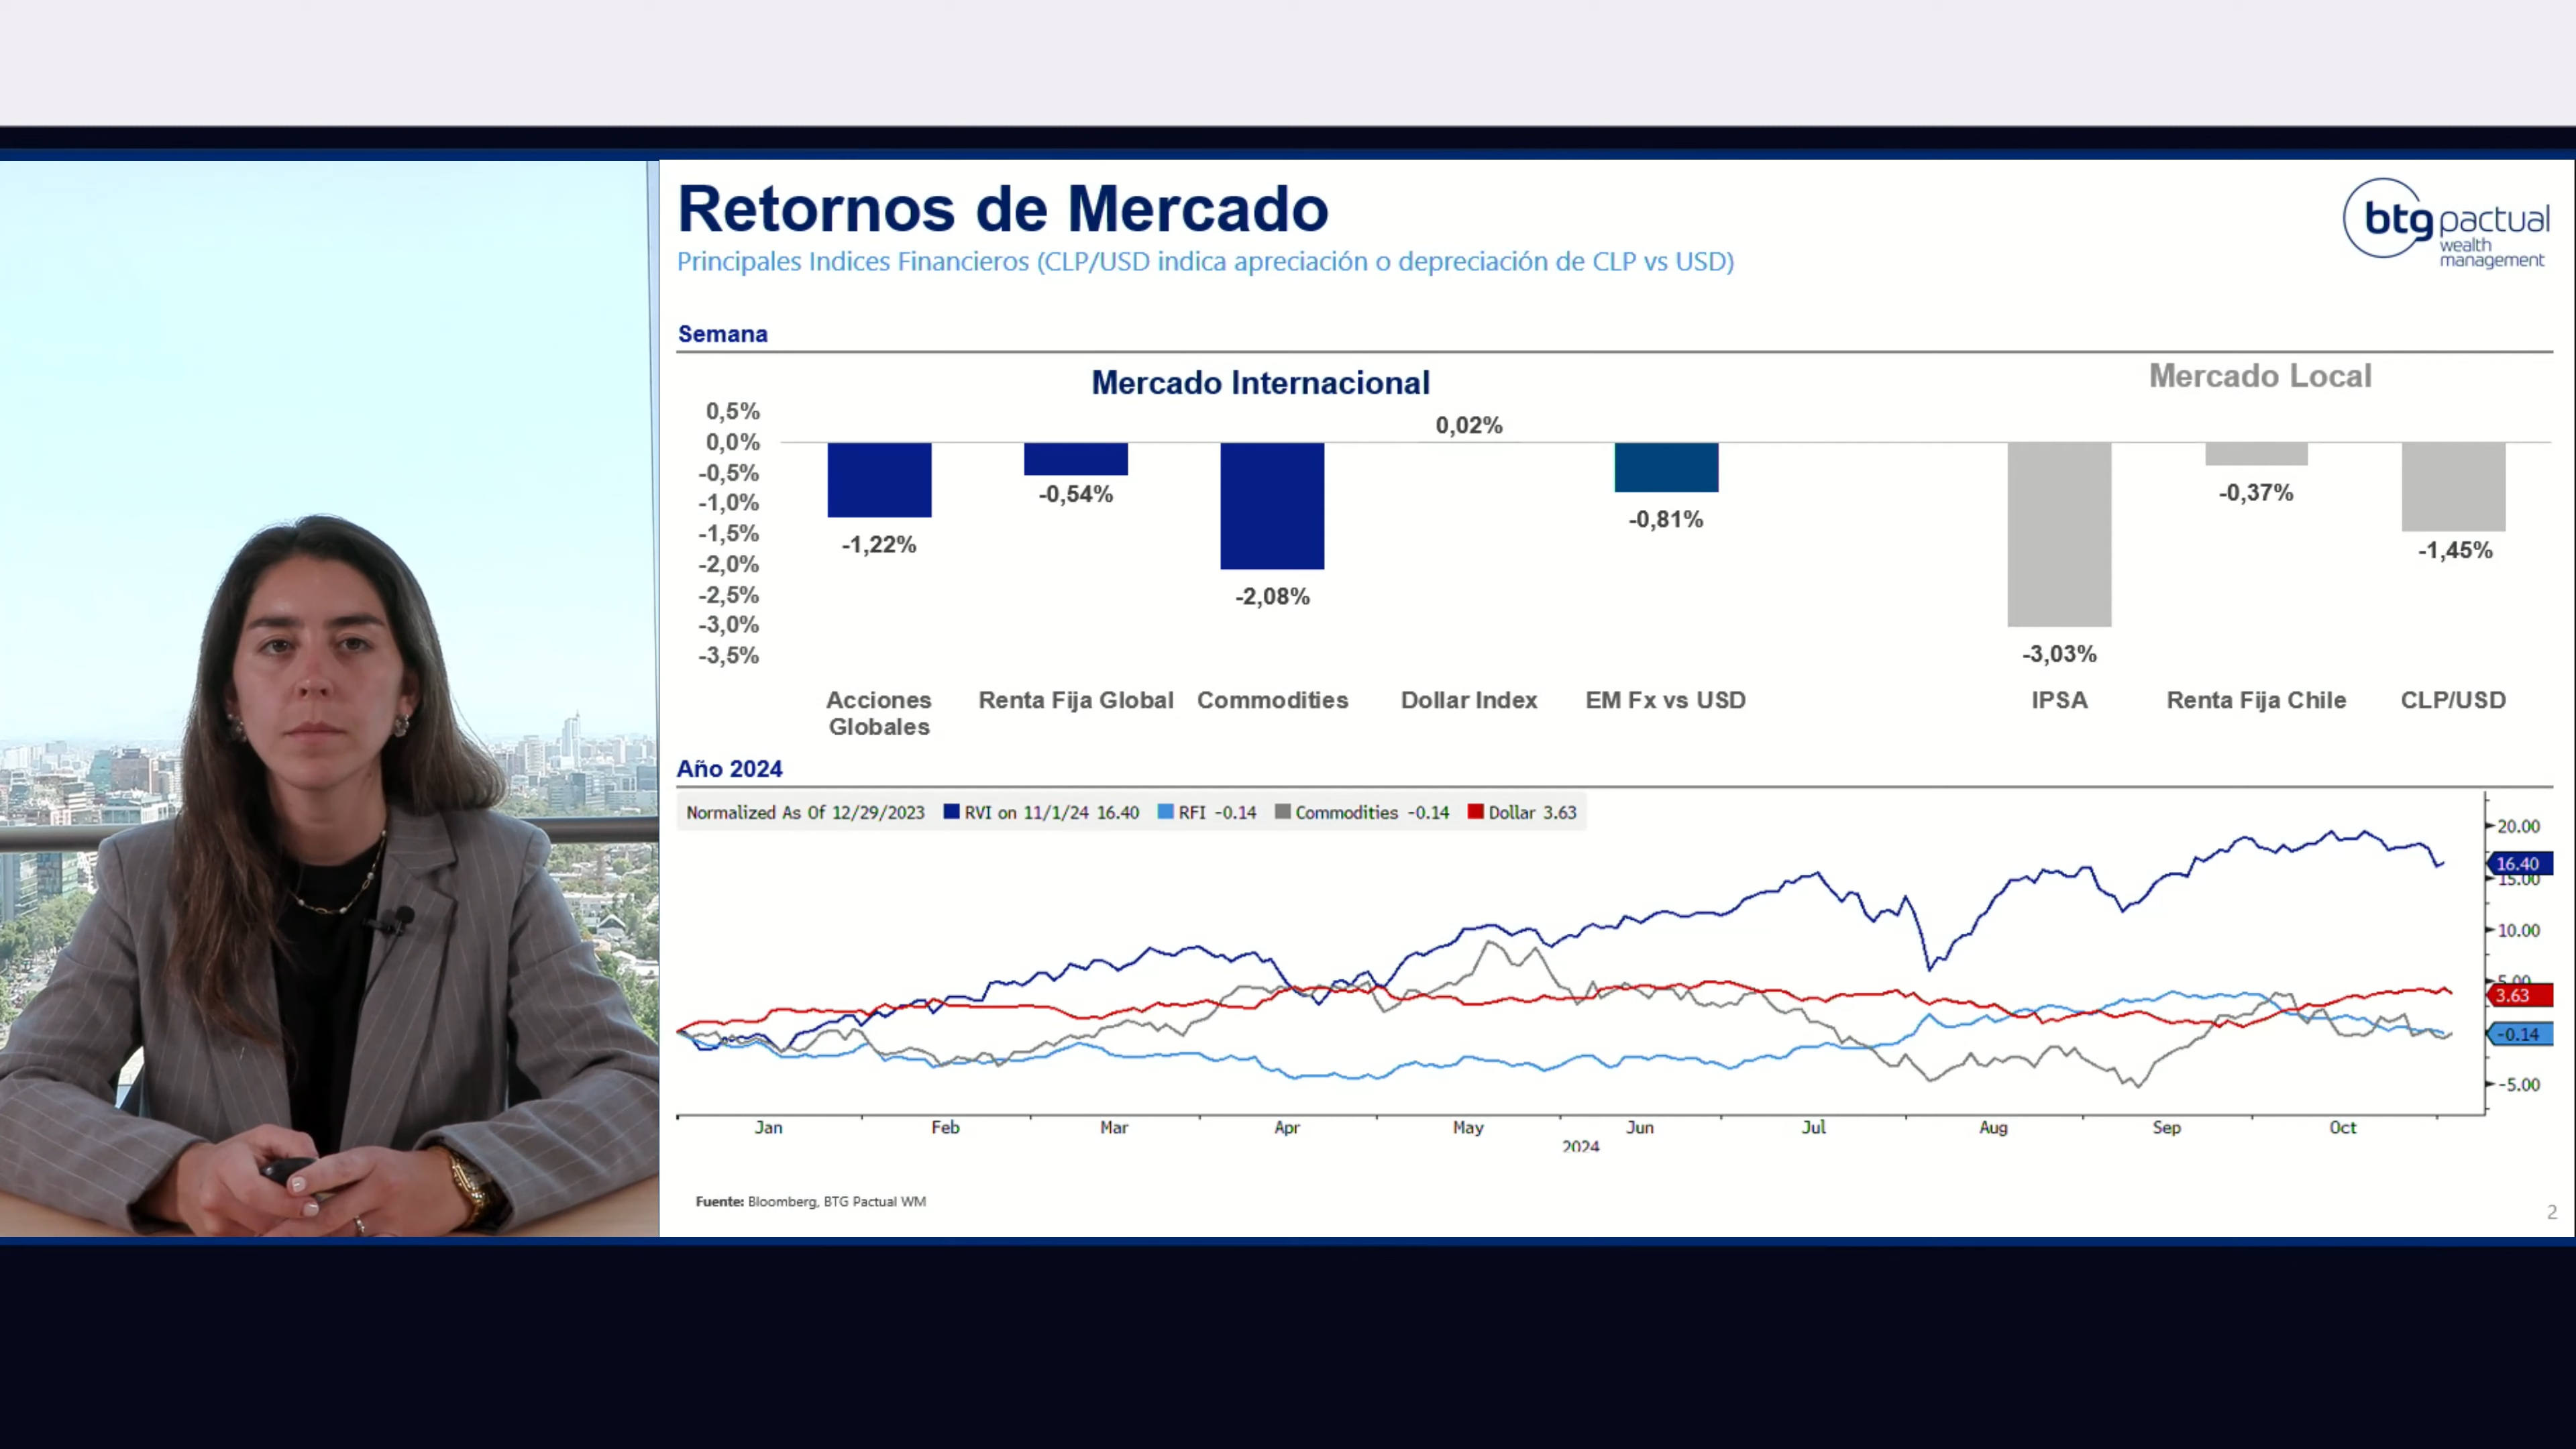 Retornos de Mercado
Principales Indices Financieros (CLP/USD indica apreciación o depreciación de CLP vs USD)
btg pactual
wealth
management
Semana
Mercado Internacional
Mercado Local
0,5%
0,0%
-0,5%
-1,0%
-1,5%
-2,0%
-2,5%
-3,0%
-3,5%
-1,22%
-0,54%
-2,08%
0,02%
-0,81%
-3,03%
-0,37%
-1,45%
Acciones
Globales
Renta Fija Global
Commodities
Dollar Index
EM Fx vs USD
IPSA
Renta Fija Chile
CLP/USD
Año 2024
Normalized As Of 12/29/2023 RVI on 11/1/24 16.40 RFI -0.14 Commodities -0.14 Dollar 3.63
20.00
16.40
15.00
10.00
5.00
3.63
-0.14
-5.00
Jan Feb Mar Apr May Jun Jul Aug Sep Oct
2024
Fuente: Bloomberg, BTG Pactual WM
2